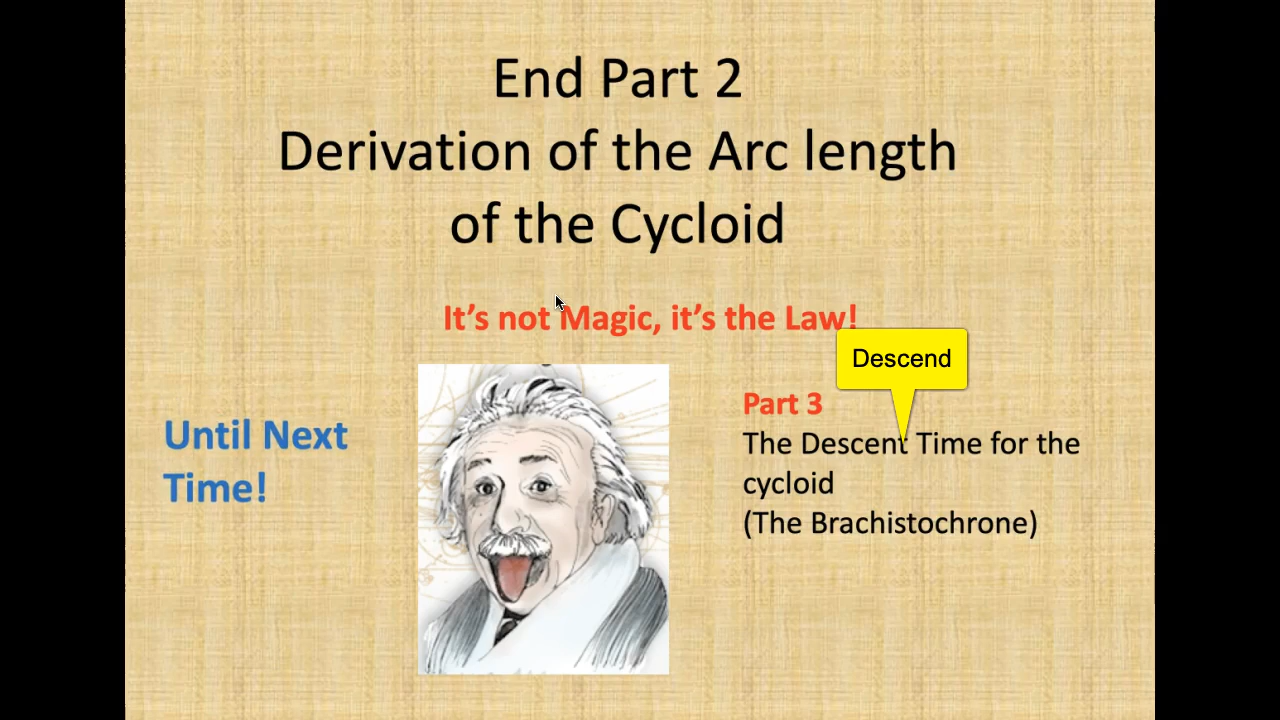 End Part 2
Derivation of the Arc length
of the Cycloid
It’s not Magic, it’s the Law!
Descend
Until Next
Time!
Part 3
The Descent Time for the
cycloid
(The Brachistochrone)